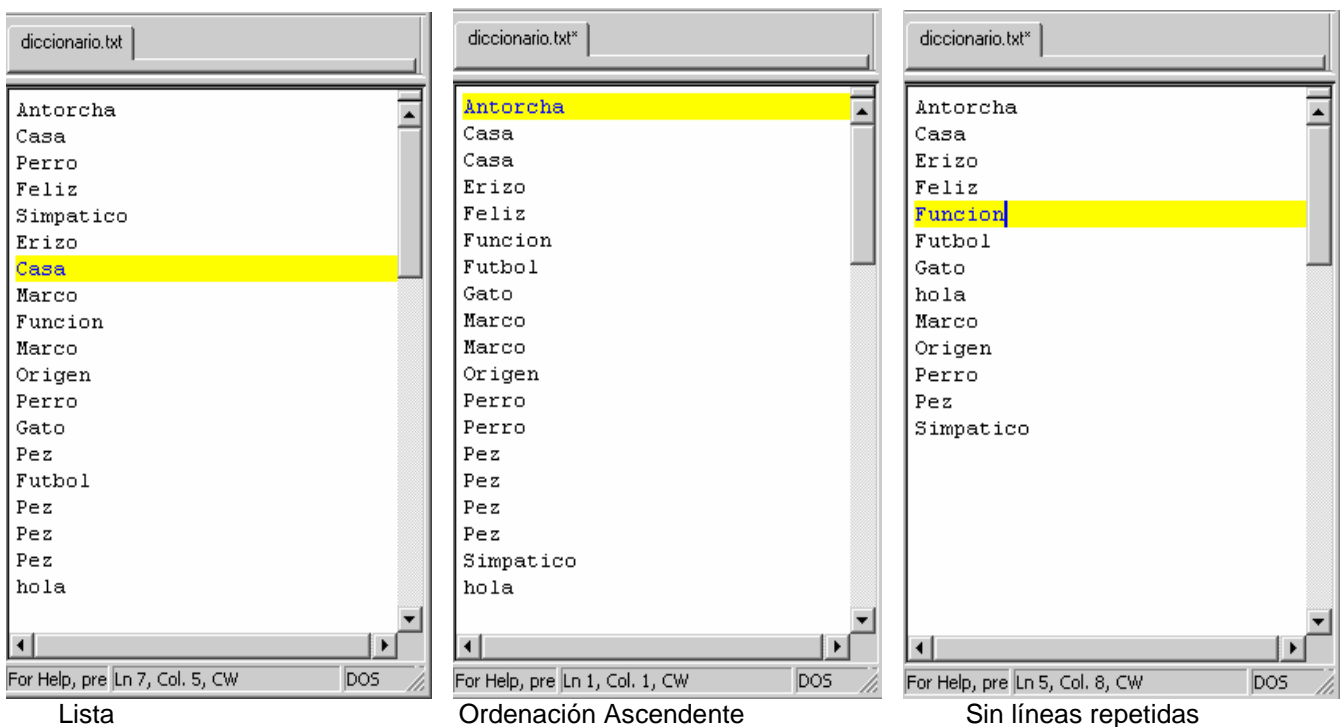 diccionario.txt
Antorcha
Casa
Perro
Feliz
Simpatico
Erizo
Casa
Marco
Funcion
Marco
Origen
Perro
Gato
Pez
Futbol
Pez
Pez
Pez
hola
For Help, pre Ln 7, Col. 5, CW DOS
Lista
diccionario.txt*
Antorcha
Casa
Casa
Erizo
Feliz
Funcion
Futbol
Gato
Marco
Marco
Origen
Perro
Perro
Pez
Pez
Pez
Pez
Simpatico
hola
For Help, pre Ln 1, Col. 1, CW DOS
Ordenación Ascendente
diccionario.txt*
Antorcha
Casa
Erizo
Feliz
Funcion
Futbol
Gato
hola
Marco
Origen
Perro
Pez
Simpatico
For Help, pre Ln 5, Col. 8, CW DOS
Sin líneas repetidas